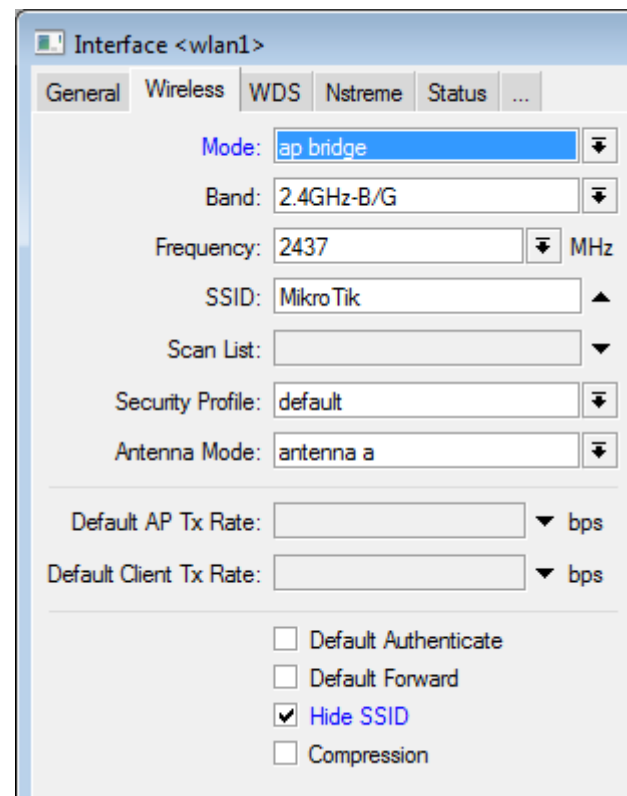 Interface <wlan1>
General Wireless WDS Nstreme Status ...
Mode: ap bridge
Band: 2.4GHz-B/G
Frequency: 2437 MHz
SSID: MikroTik
Scan List:
Security Profile: default
Antenna Mode: antenna a
Default AP Tx Rate: bps
Default Client Tx Rate: bps
Default Authenticate
Default Forward
Hide SSID
Compression